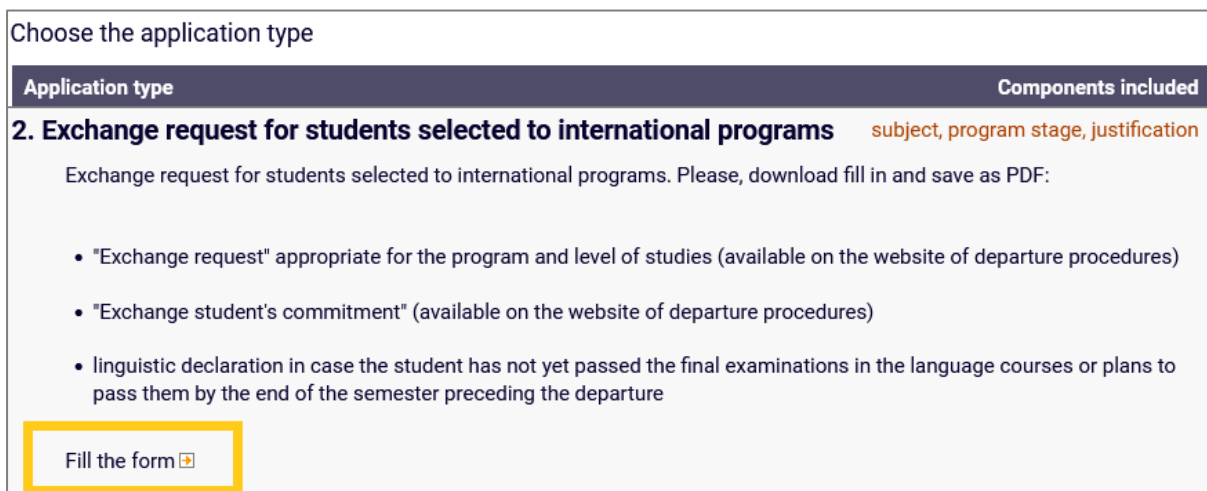 Choose the application type
Application type Components included
2. Exchange request for students selected to international programs subject, program stage, justification
Exchange request for students selected to international programs. Please, download fill in and save as PDF:
• "Exchange request" appropriate for the program and level of studies (available on the website of departure procedures)
• "Exchange student's commitment" (available on the website of departure procedures)
• linguistic declaration in case the student has not yet passed the final examinations in the language courses or plans to
pass them by the end of the semester preceding the departure
Fill the form